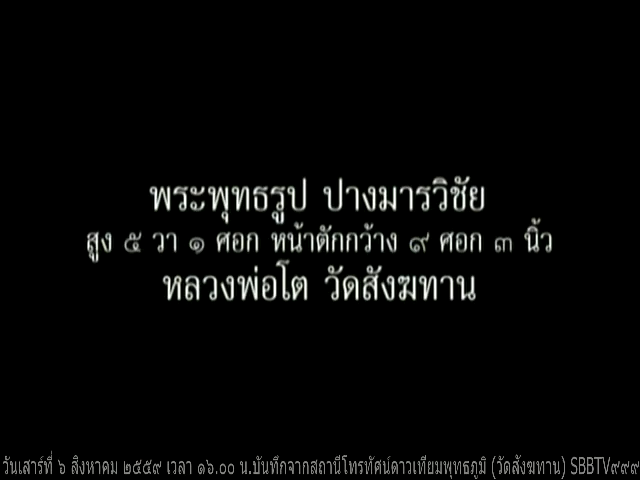 พระพุทธรูป ปางมารวิชัย
สูง ๕ วา ๑ ศอก หน้าตักกว้าง ๙ ศอก ๓ นิ้ว
หลวงพ่อโต วัดสังฆทาน
วันเสาร์ที่ ๖ สิงหาคม ๒๕๕๙ เวลา ๑๖.๐๐ น.บันทึกจากสถานีโทรทัศน์ดาวเทียมพุทธภูมิ (วัดสังฆทาน) SBBTV๙๙๙